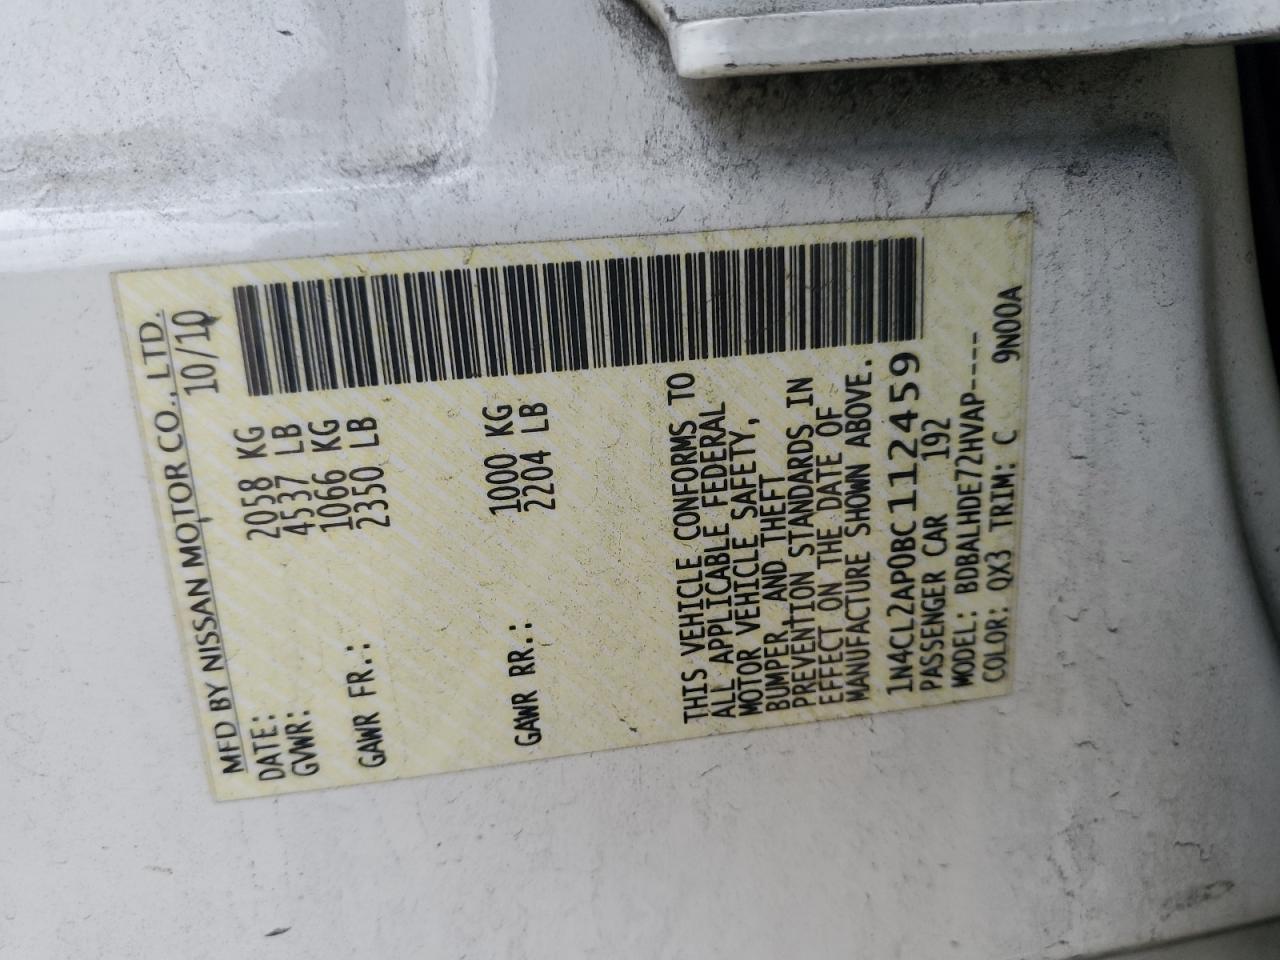 MFD BY NISSAN MOTOR CO., LTD.
DATE: 10/10
GVWR: 2058 KG
4537 LB
GAWR FR.: 1066 KG
2350 LB
GAWR RR.: 1000 KG
2204 LB
THIS VEHICLE CONFORMS TO
ALL APPLICABLE FEDERAL
MOTOR VEHICLE SAFETY,
BUMPER, AND THEFT
PREVENTION STANDARDS IN
EFFECT ON THE DATE OF
MANUFACTURE SHOWN ABOVE.
1N4CL2AP0BC112459
PASSENGER CAR 192
MODEL: BDBALHDE72HVAP----
COLOR: QX3 TRIM: C 9N00A